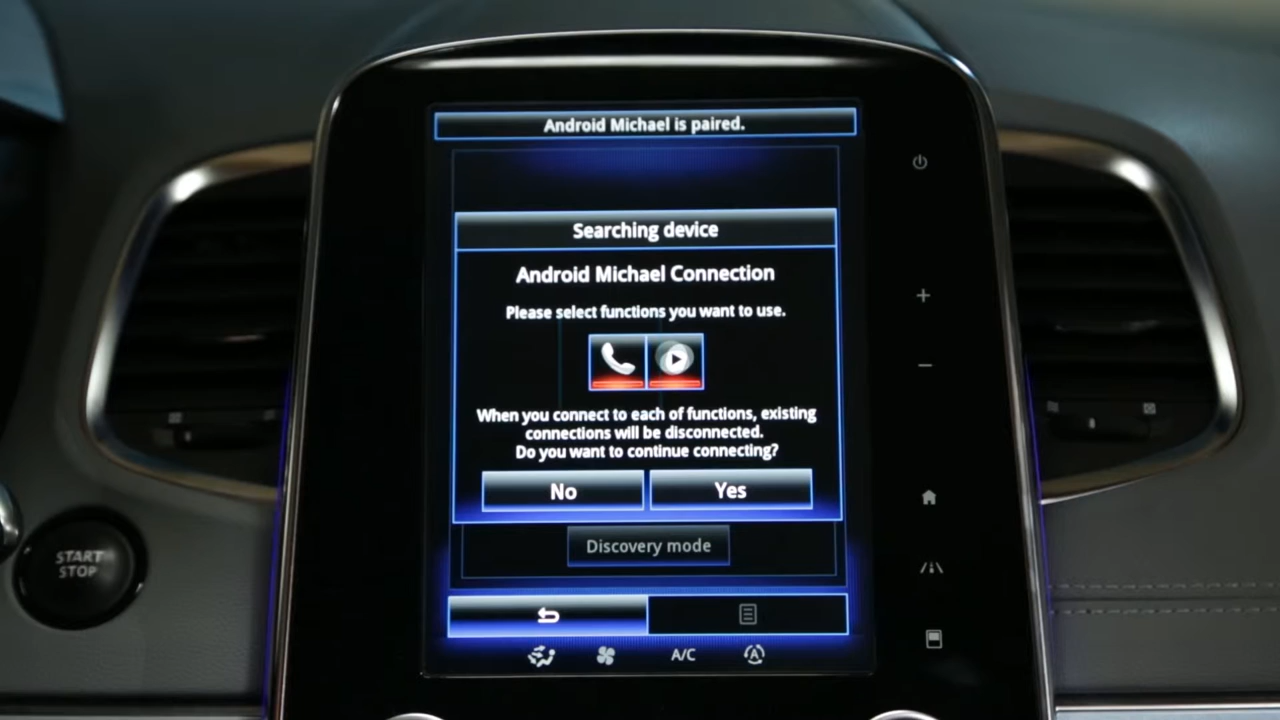 Android Michael is paired.
Searching device
Android Michael Connection
Please select functions you want to use.
When you connect to each of functions, existing
connections will be disconnected.
Do you want to continue connecting?
No
Yes
Discovery mode
START
STOP
A/C
A